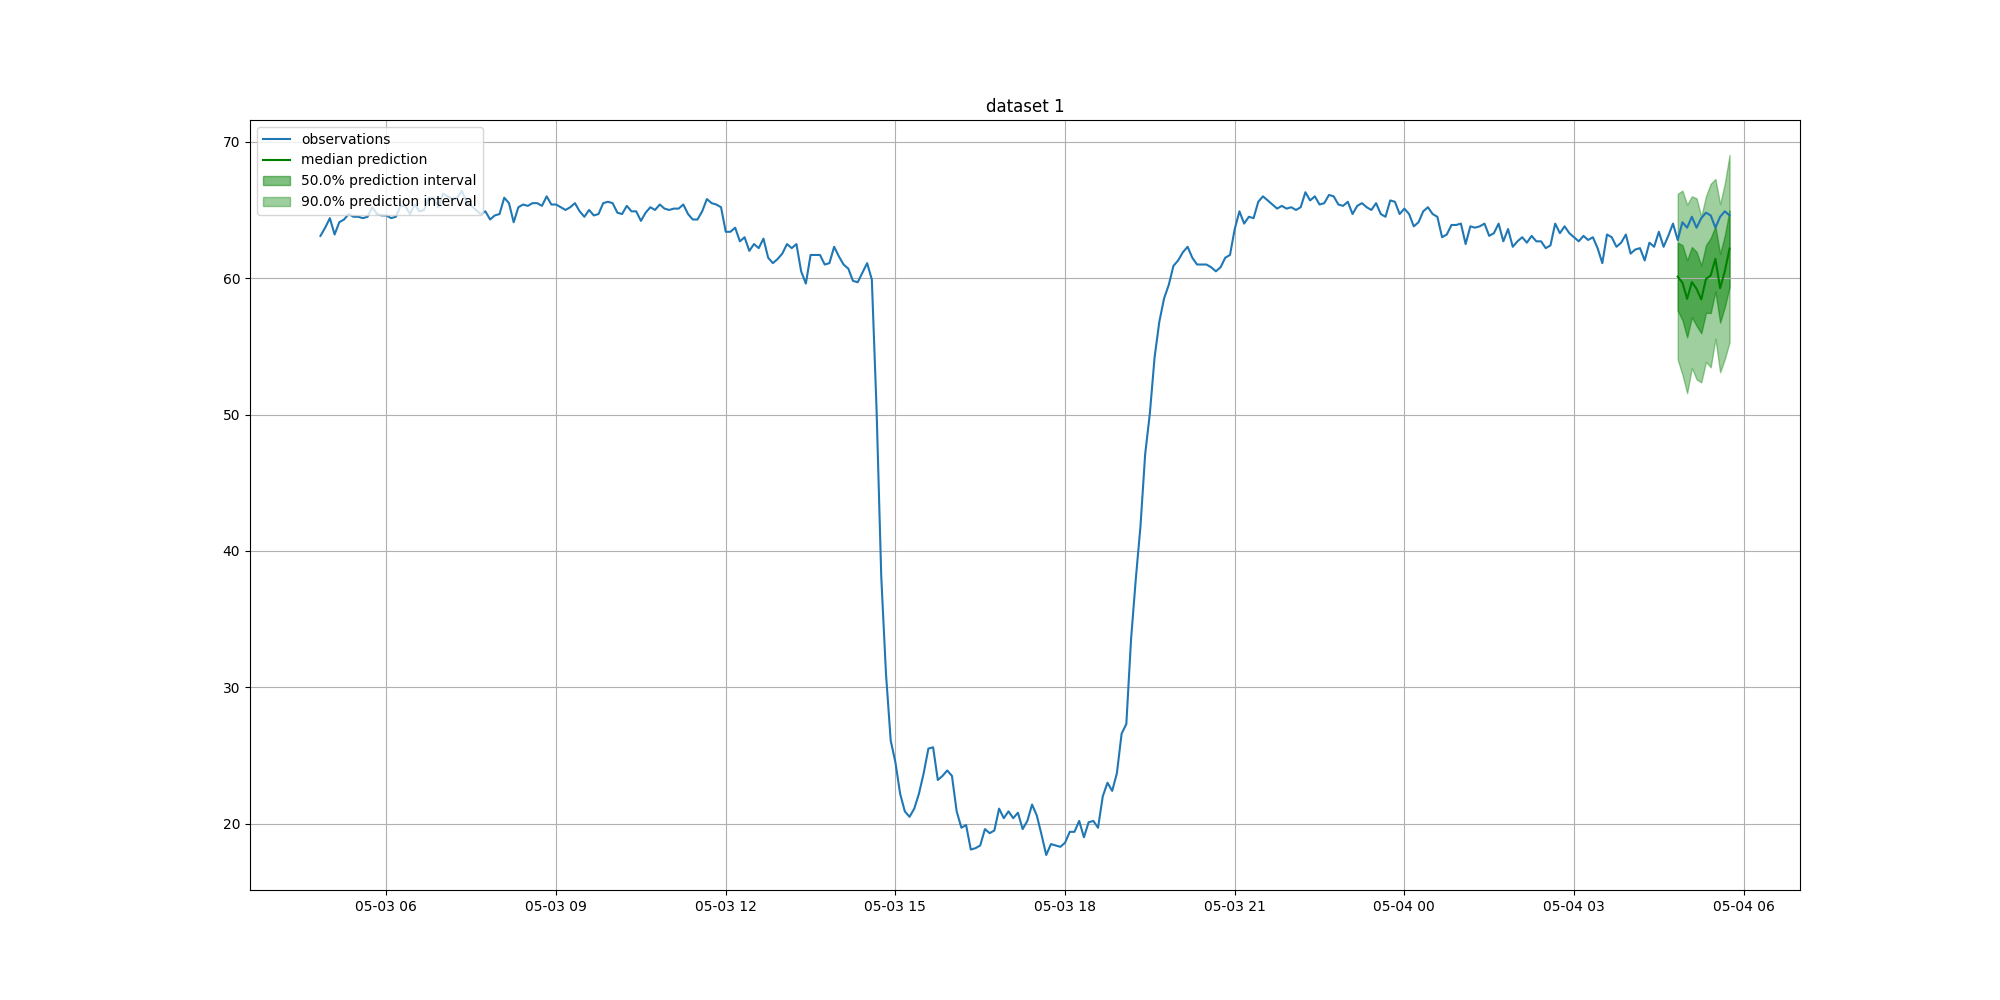 dataset 1
observations
median prediction
50.0% prediction interval
90.0% prediction interval
70
60
50
40
30
20
05-03 06 05-03 09 05-03 12 05-03 15 05-03 18 05-03 21 05-04 00 05-04 03 05-04 06